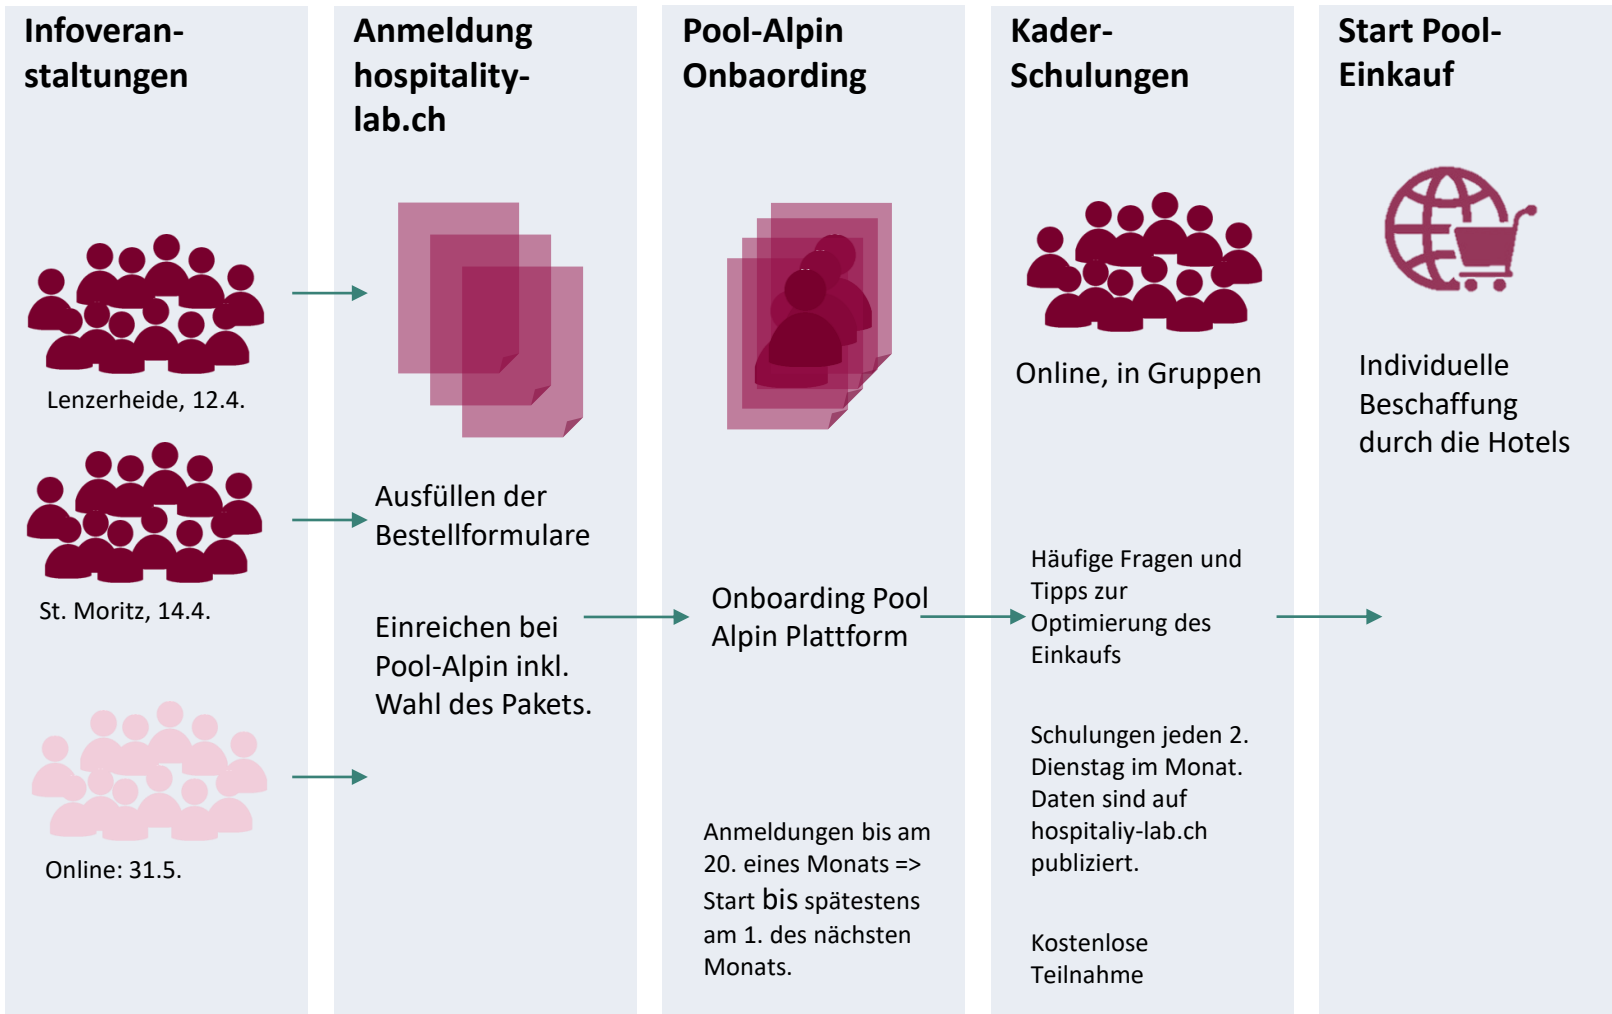 Infoveran-
staltungen
Lenzerheide, 12.4.
St. Moritz, 14.4.
Online: 31.5.
Anmeldung
hospitality-
lab.ch
Ausfüllen der
Bestellformulare
Einreichen bei
Pool-Alpin inkl.
Wahl des Pakets.
Pool-Alpin
Onbaording
Onboarding Pool
Alpin Plattform
Anmeldungen bis am
20. eines Monats =>
Start bis spätestens
am 1. des nächsten
Monats.
Kader-
Schulungen
Online, in Gruppen
Häufige Fragen und
Tipps zur
Optimierung des
Einkaufs
Schulungen jeden 2.
Dienstag im Monat.
Daten sind auf
hospitaliy-lab.ch
publiziert.
Kostenlose
Teilnahme
Start Pool-
Einkauf
Individuelle
Beschaffung
durch die Hotels